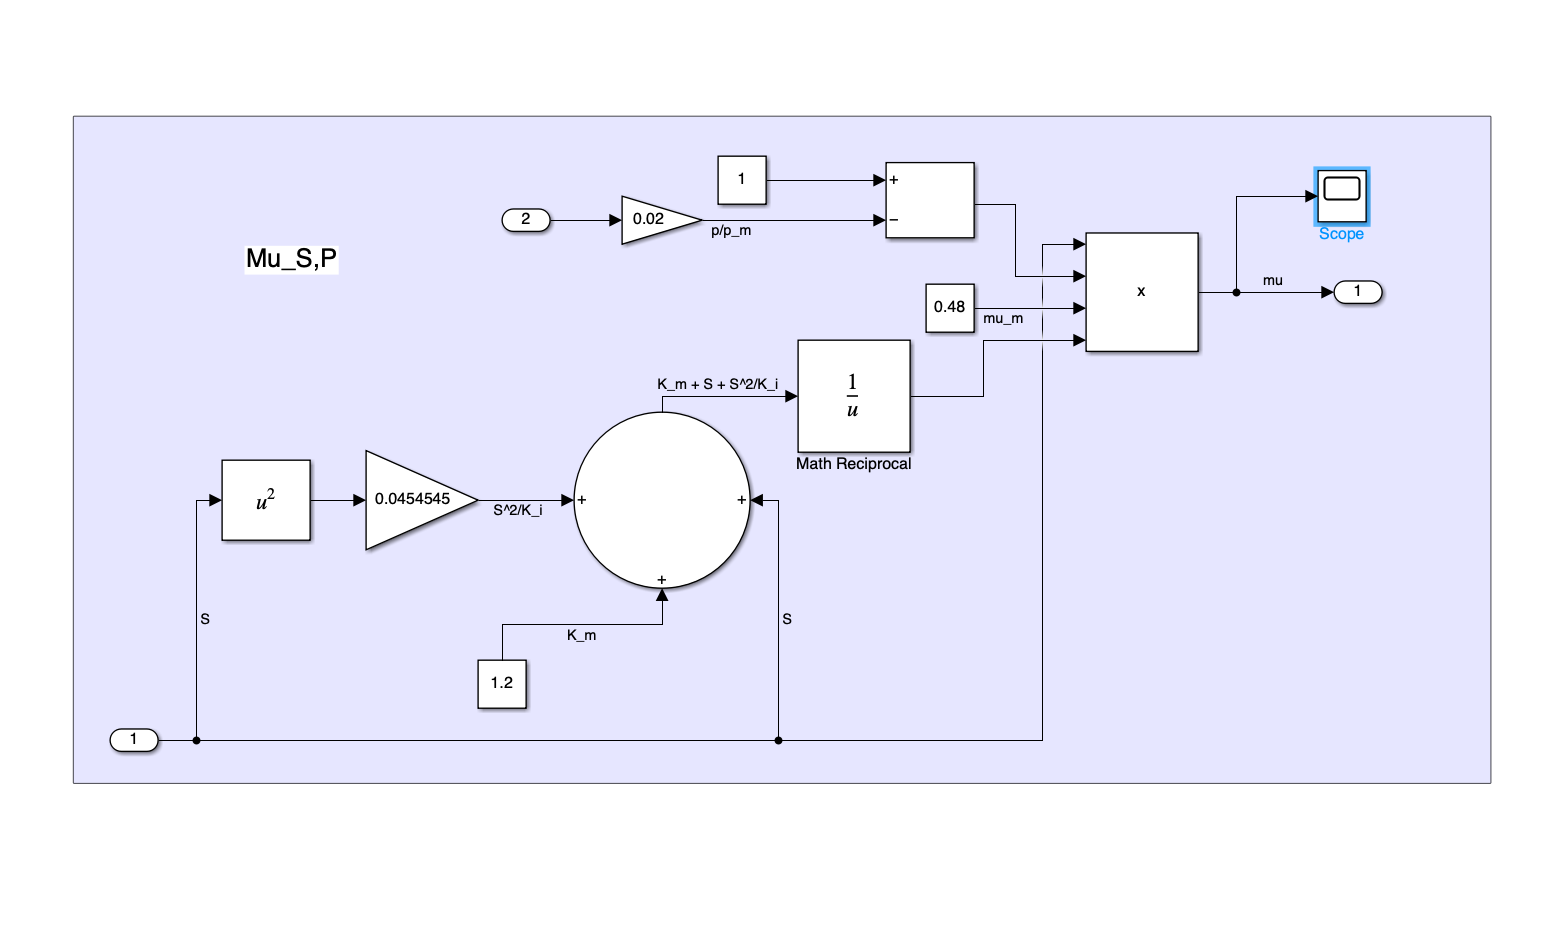 1
+
2
0.02
−
p/p_m
Scope
Mu_S,P
x
mu
1
0.48
mu_m
K_m + S + S^2/K_i
1
u
Math Reciprocal
u²
0.0454545
S^2/K_i
+
+
+
S
S
K_m
1.2
1